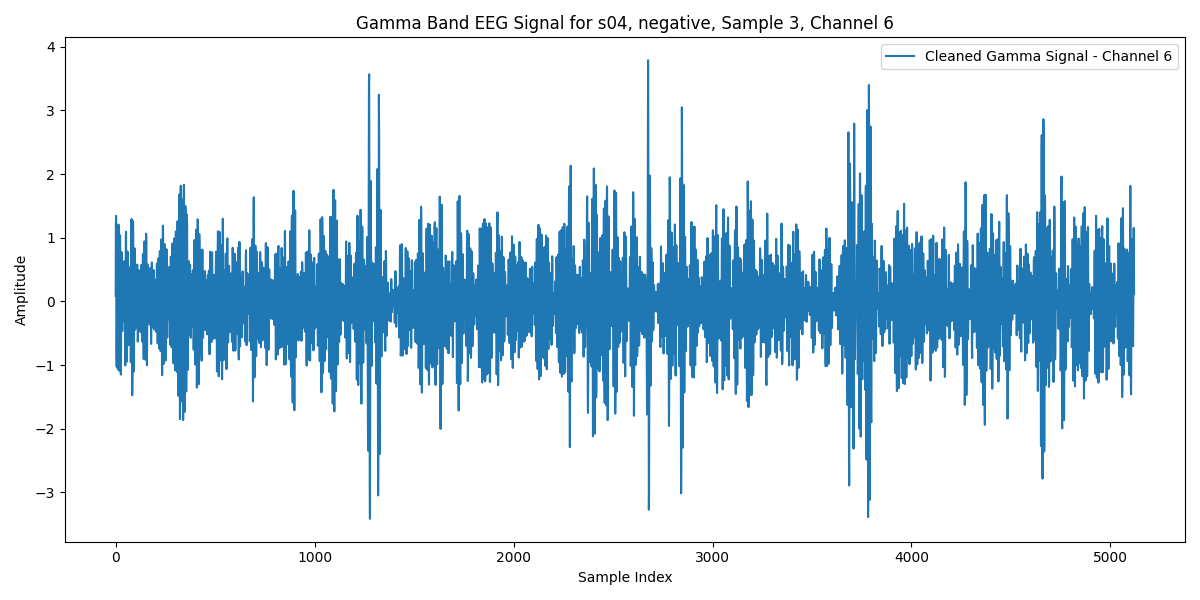 Gamma Band EEG Signal for s04, negative, Sample 3, Channel 6
Cleaned Gamma Signal - Channel 6
Amplitude
4
3
2
1
0
−1
−2
−3
0 1000 2000 3000 4000 5000
Sample Index